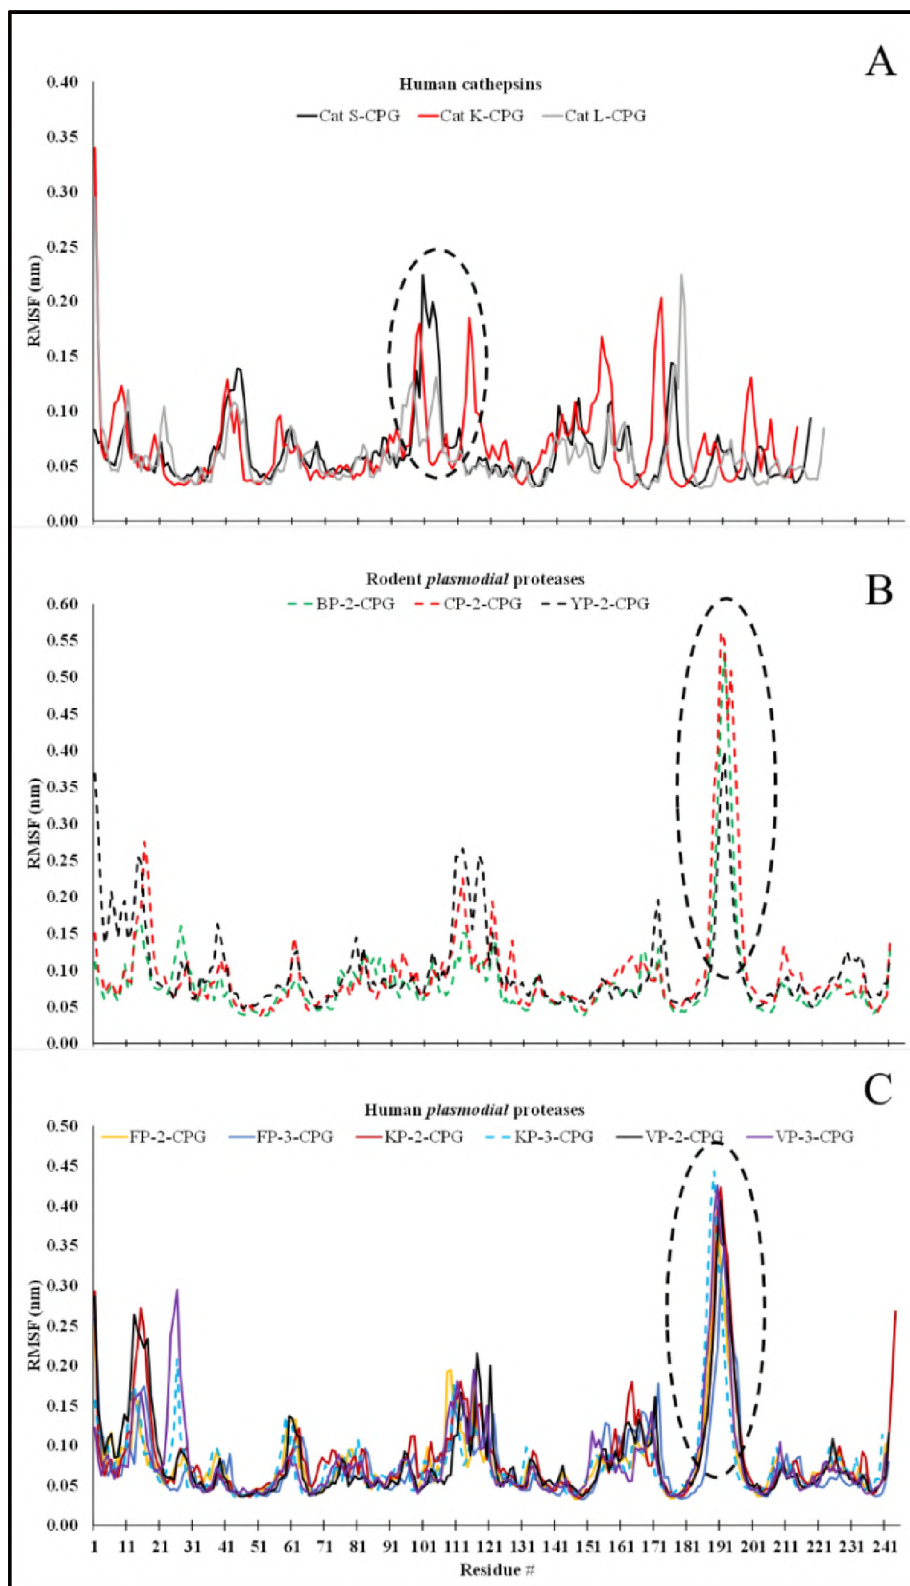 A
Human cathepsins
Cat S-CPG Cat K-CPG Cat L-CPG
0.40
0.35
0.30
0.25
0.20
0.15
0.10
0.05
0.00
RMSF (nm)
B
Rodent plasmodial proteases
BP-2-CPG CP-2-CPG YP-2-CPG
0.60
0.55
0.50
0.45
0.40
0.35
0.30
0.25
0.20
0.15
0.10
0.05
0.00
RMSF (nm)
C
Human plasmodial proteases
FP-2-CPG FP-3-CPG KP-2-CPG KP-3-CPG VP-2-CPG VP-3-CPG
0.50
0.45
0.40
0.35
0.30
0.25
0.20
0.15
0.10
0.05
0.00
RMSF (nm)
1 11 21 31 41 51 61 71 81 91 101 111 121 131 141 151 161 171 181 191 201 211 221 231 241
Residue #